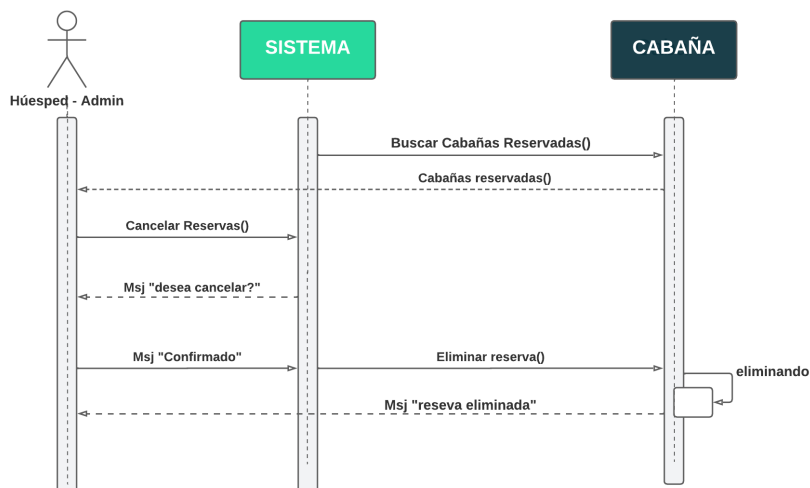 SISTEMA
CABAÑA
Húesped - Admin
Buscar Cabañas Reservadas()
Cabañas reservadas()
Cancelar Reservas()
Msj "desea cancelar?"
Msj "Confirmado"
Eliminar reserva()
eliminando
Msj "reseva eliminada"